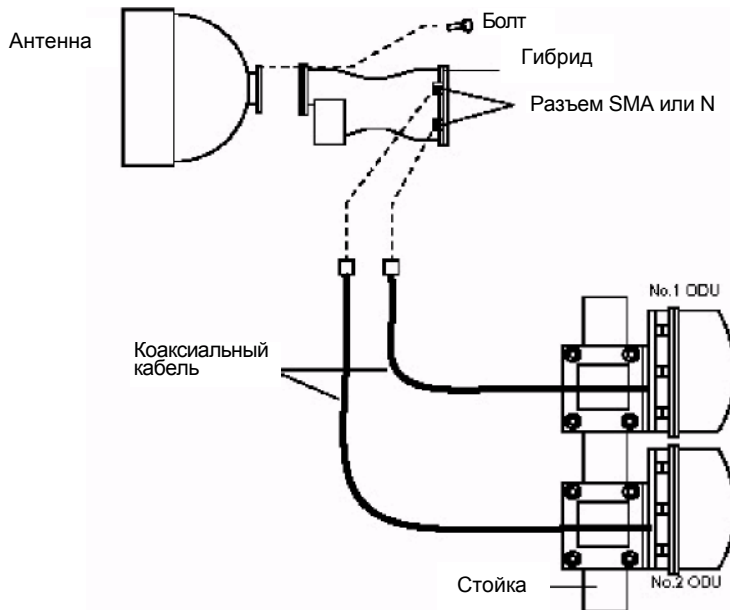 Болт
Антенна
Гибрид
Разъем SMA или N
No.1 ODU
Коаксиальный
кабель
Стойка
No.2 ODU